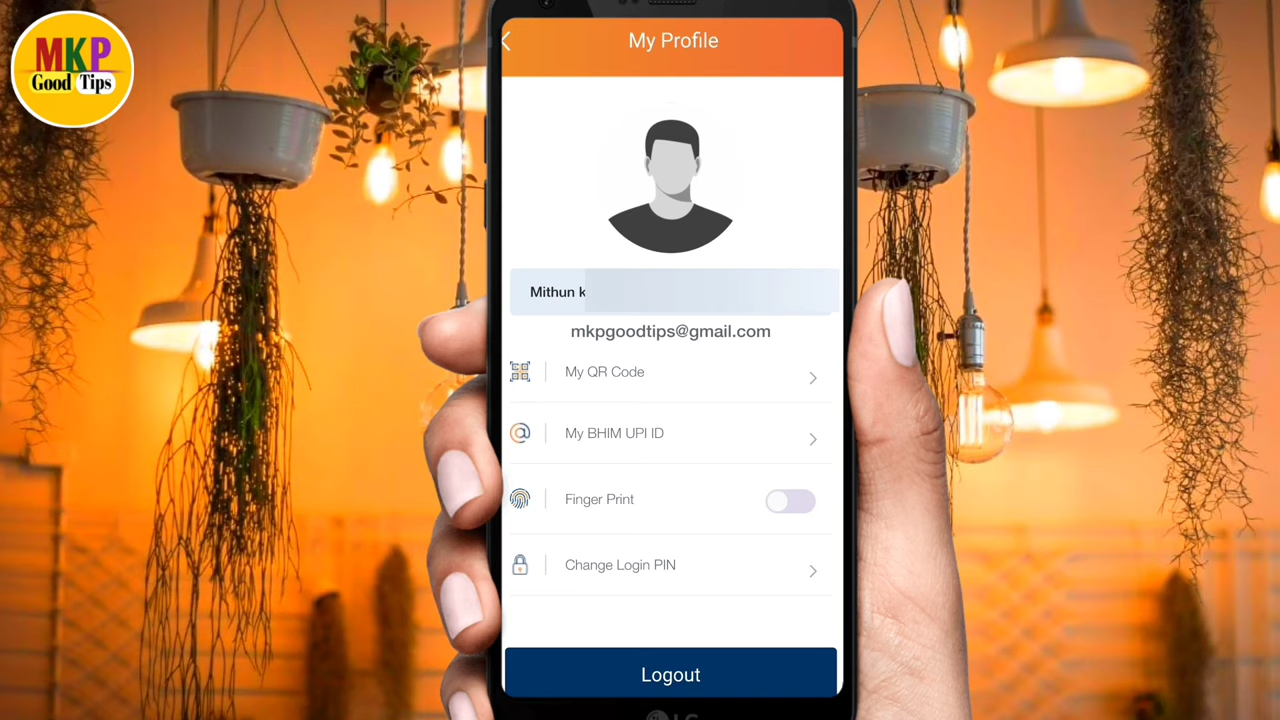 MKP
Good Tips
My Profile
Mithun k
mkpgoodtips@gmail.com
My QR Code
My BHIM UPI ID
Finger Print
Change Login PIN
Logout
LG